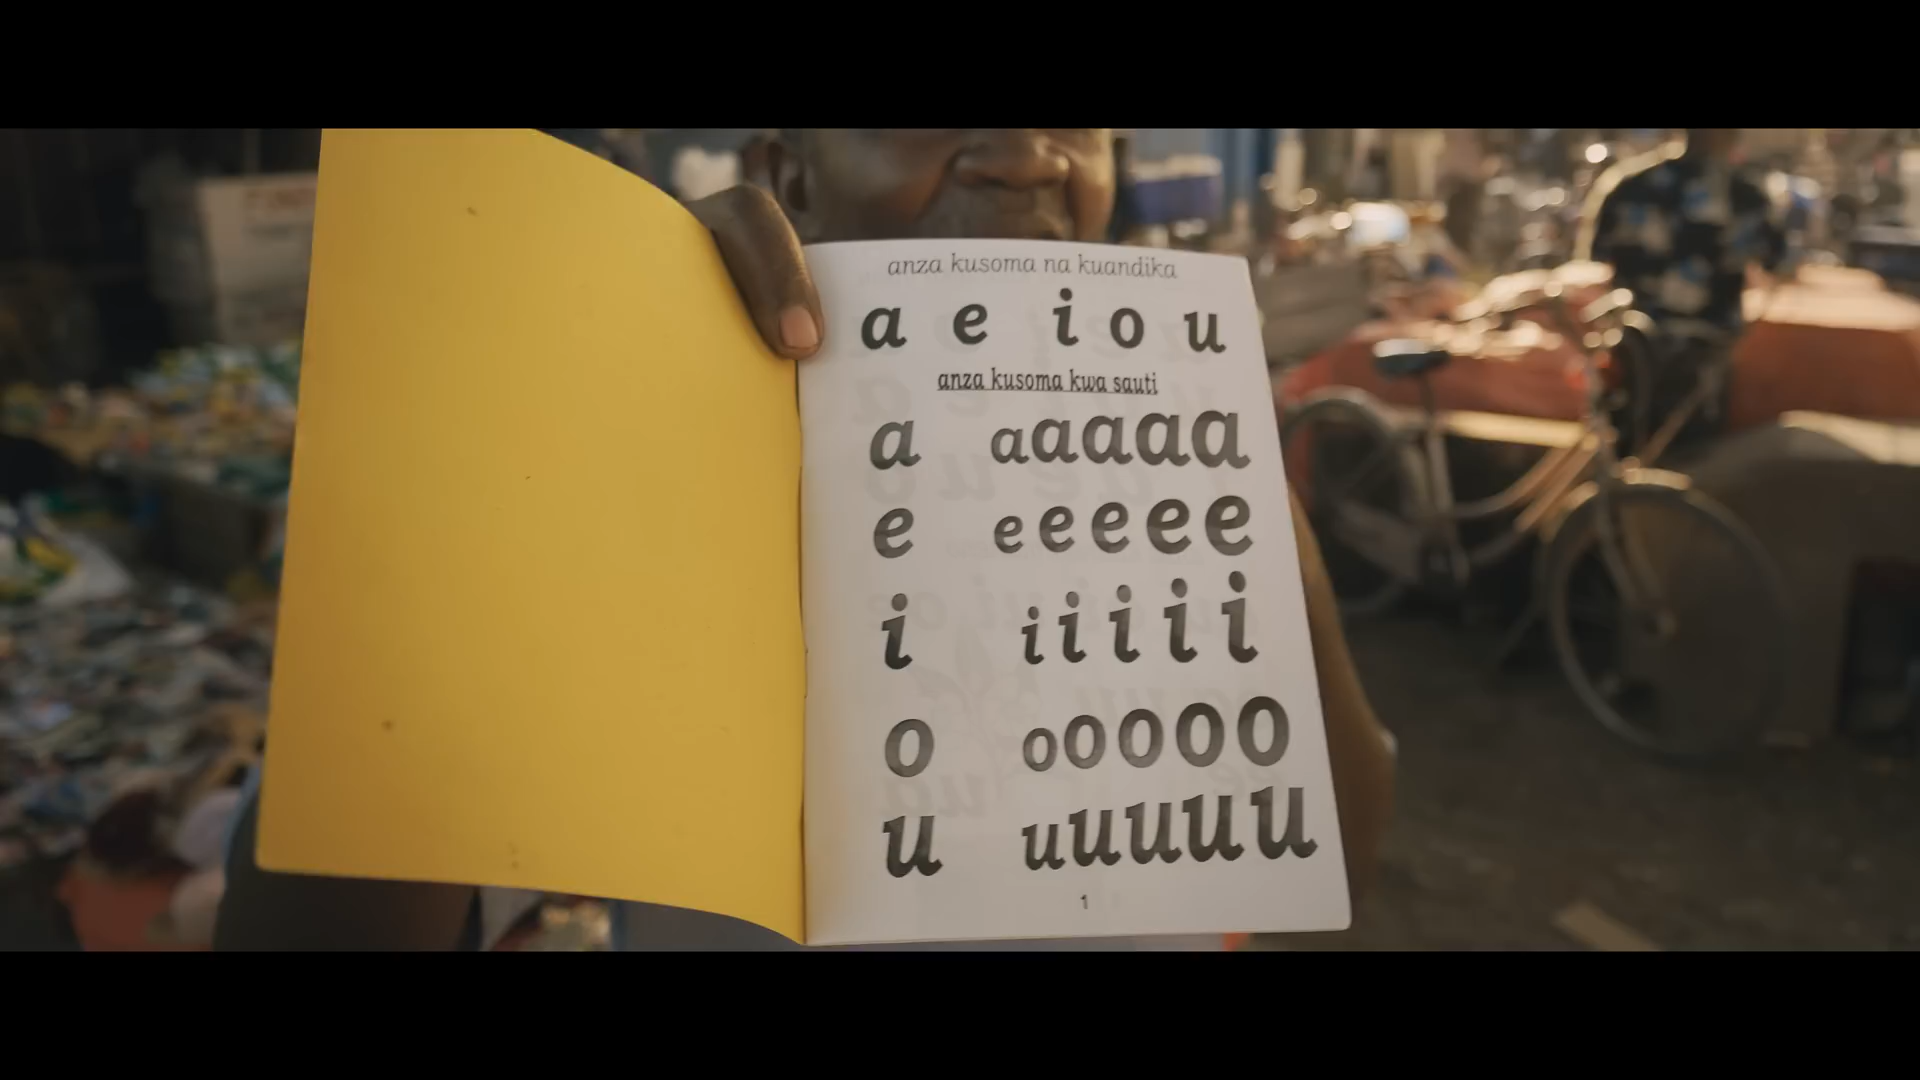 anza kusoma na kuandika
a e i o u
anza kusoma kwa sauti
a aaaaa
e eeeee
i iiiii
o ooooo
u uuuuu
1